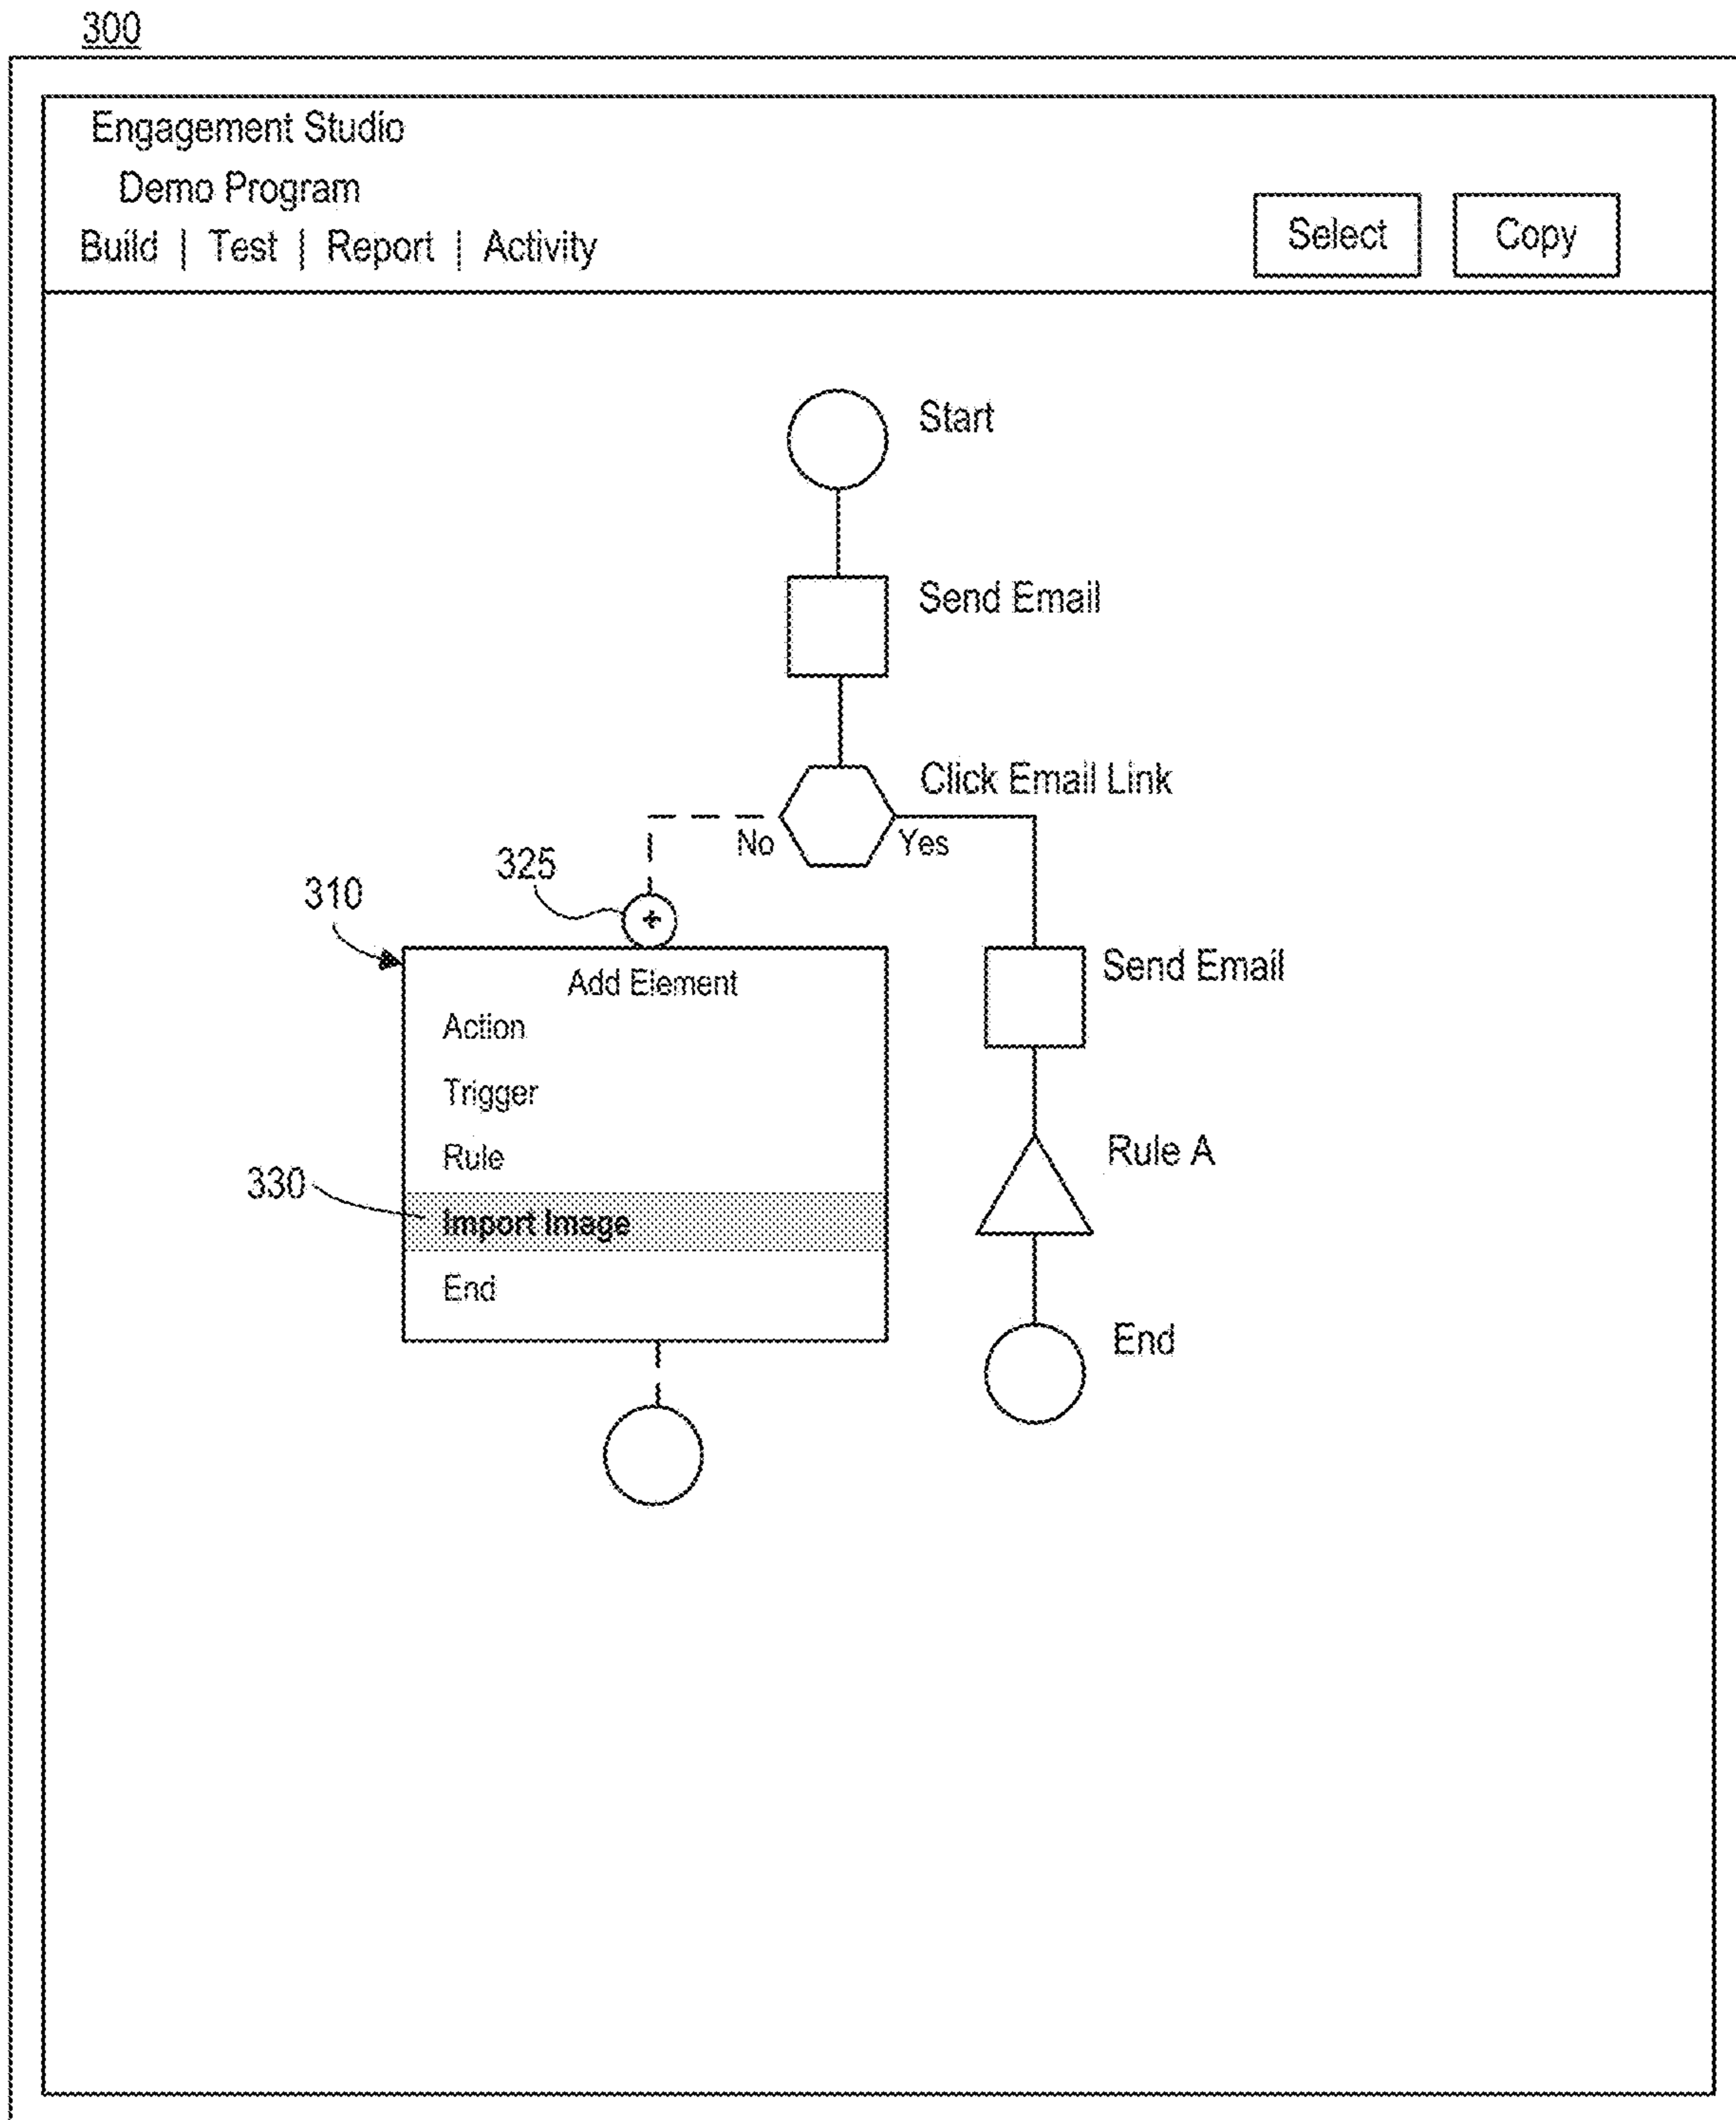 300
Engagement Studio
Demo Program
Build | Test | Report | Activity
Select
Copy
Start
Send Email
Click Email Link
No
Yes
325
310
+
Add Element
Action
Trigger
Rule
330
Import Image
End
Send Email
Rule A
End